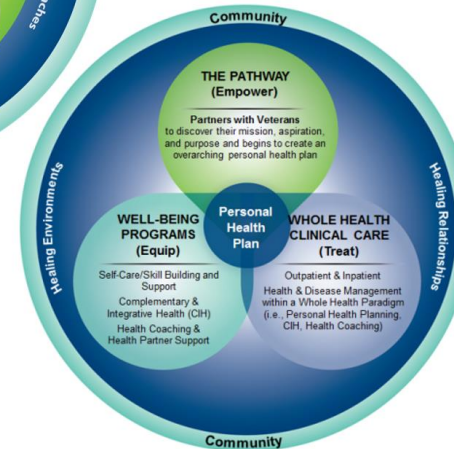 Community
THE PATHWAY
(Empower)
Partners with Veterans
to discover their mission, aspiration,
and purpose and begins to create an
overarching personal health plan
Healing Environments
Healing Relationships
Personal
Health
Plan
WELL-BEING
PROGRAMS
(Equip)
Self-Care/Skill Building and
Support
Complementary &
Integrative Health (CIH)
Health Coaching &
Health Partner Support
WHOLE HEALTH
CLINICAL CARE
(Treat)
Outpatient & Inpatient
Health & Disease Management
within a Whole Health Paradigm
(i.e., Personal Health Planning,
CIH, Health Coaching)
Community